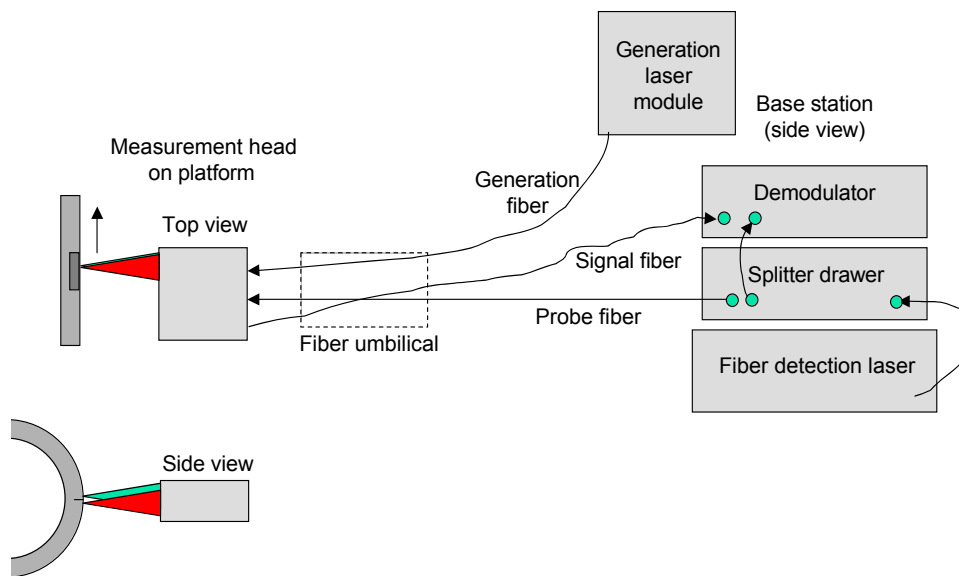 Generation
laser
module
Base station
(side view)
Measurement head
on platform
Generation
fiber
Demodulator
Top view
Signal fiber
Splitter drawer
Probe fiber
Fiber umbilical
Fiber detection laser
Side view